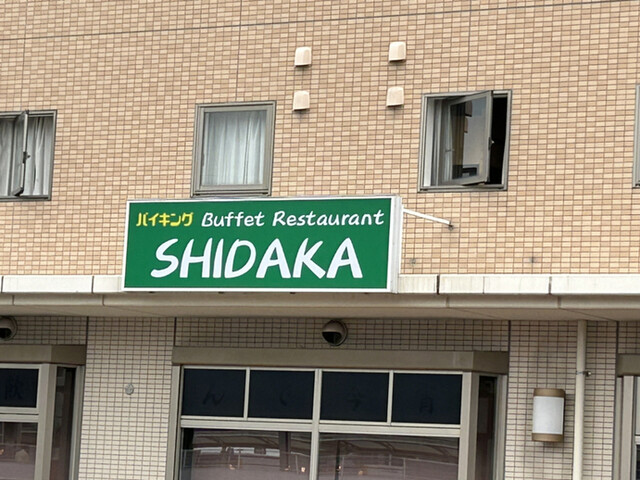 バイキング Buffet Restaurant
SHIDAKA